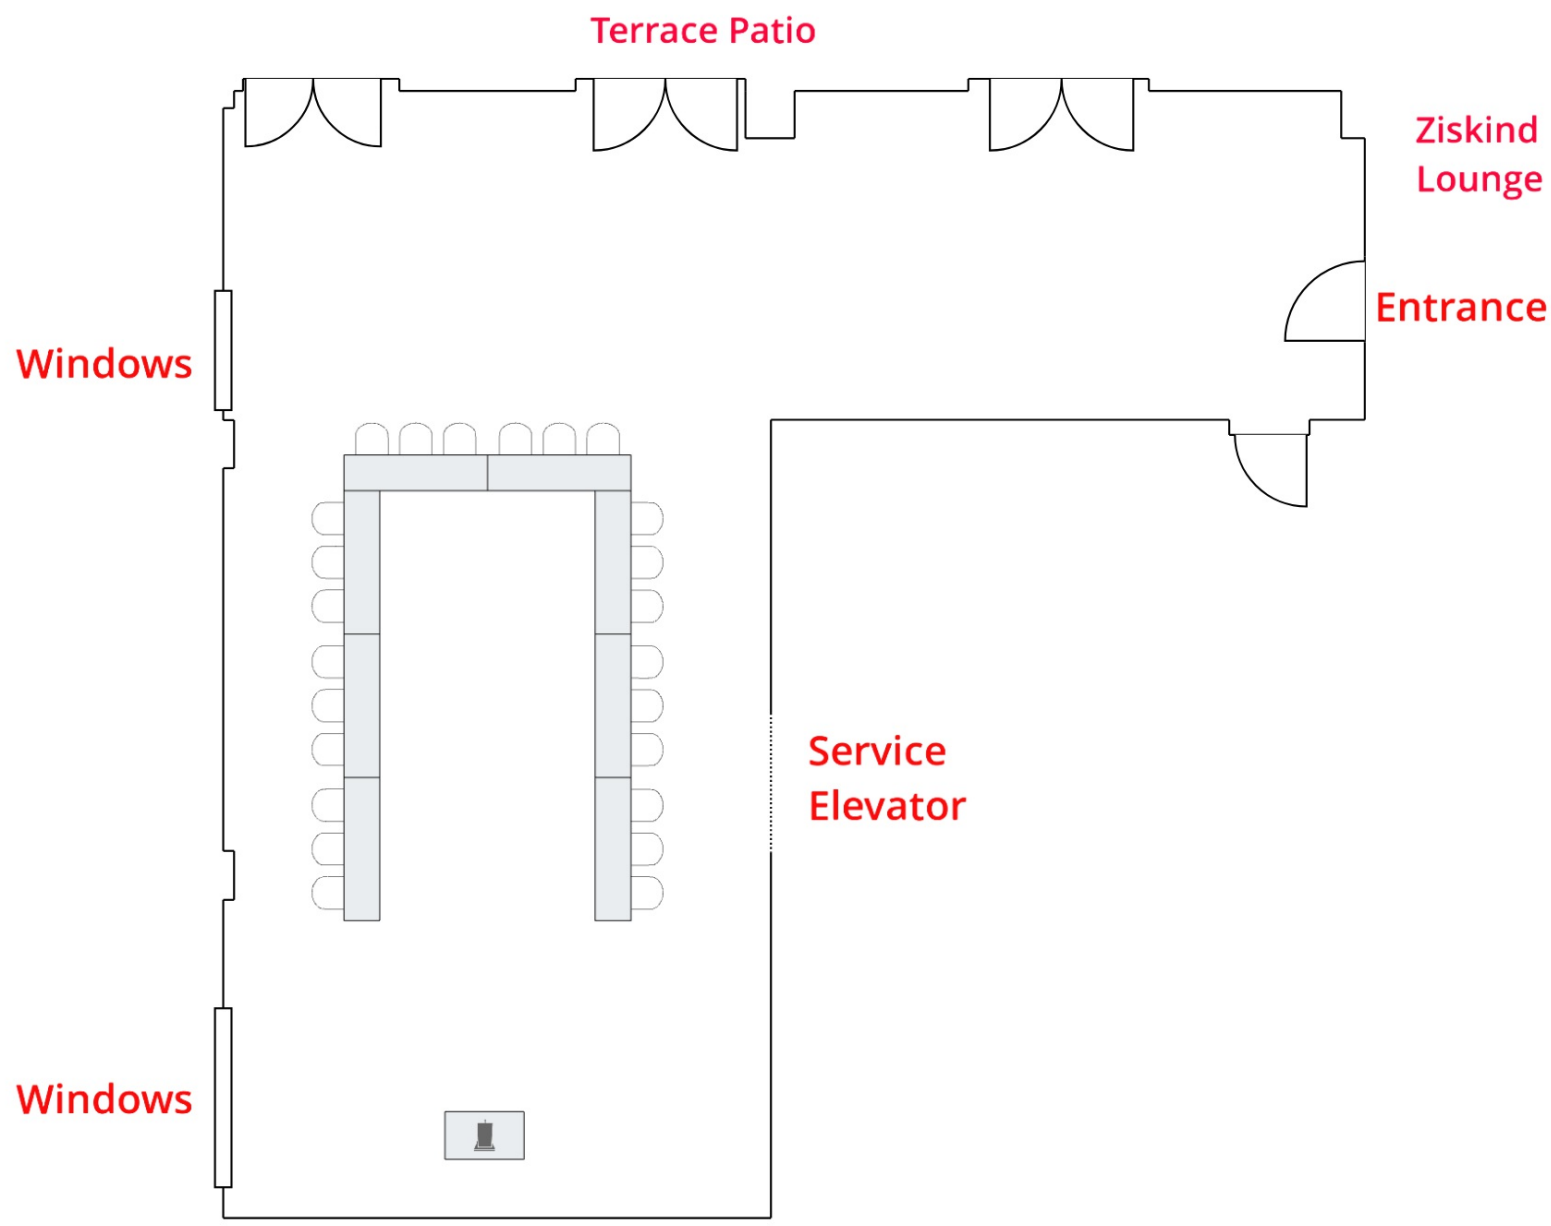 Terrace Patio
Ziskind
Lounge
Entrance
Windows
Service
Elevator
Windows